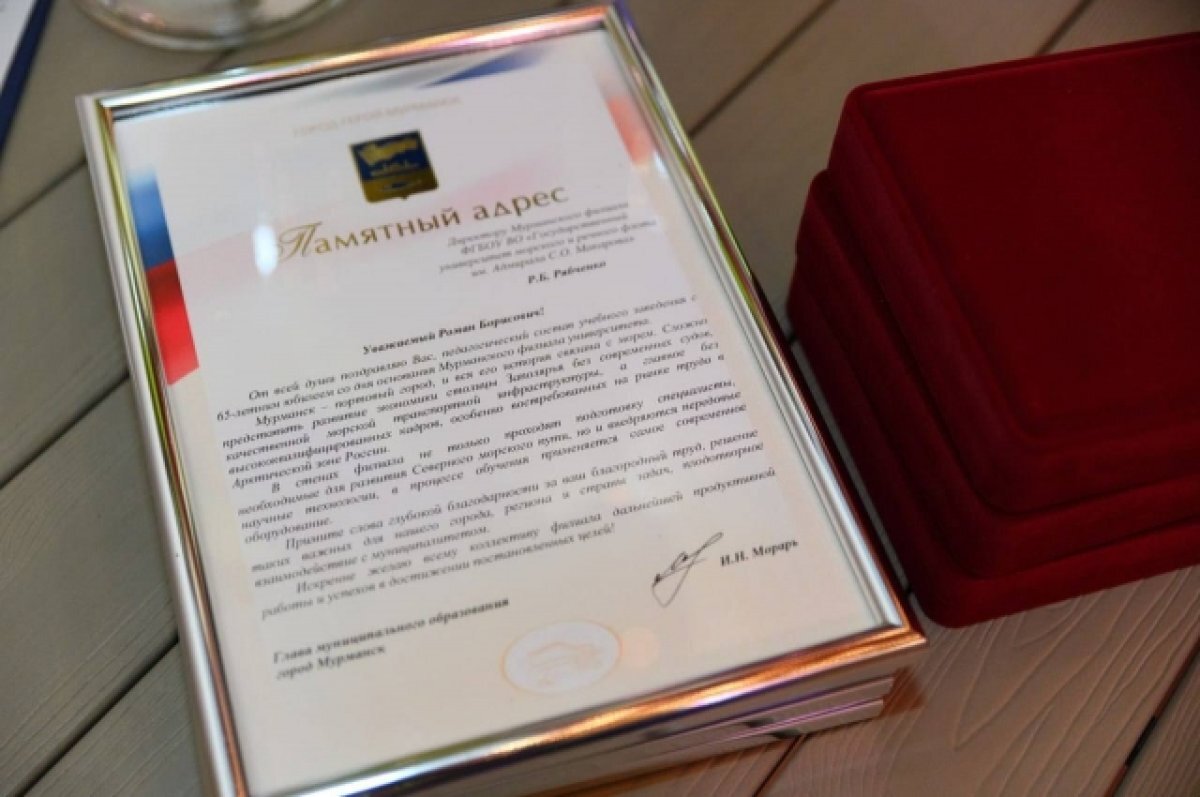 ГОРОД-ГЕРОЙ МУРМАНСК
Памятный адрес
Директору Мурманского филиала
ФГБОУ ВО «Государственный
университет морского и речного флота
им. Адмирала С.О. Макарова»
Р.Б. Рябченко
Уважаемый Роман Борисович!
От всей души поздравляю Вас, педагогический состав учебного заведения с
65-летним юбилеем со дня основания Мурманского филиала университета.
Мурманск – портовый город, и вся его история связана с морем. Сложно
представить развитие экономики столицы Заполярья без современных судов,
качественной морской транспортной инфраструктуры, а главное без
высококвалифицированных кадров, особенно востребованных на рынке труда в
Арктической зоне России.
В стенах филиала не только проходят подготовку специалисты,
необходимые для развития Северного морского пути, но и внедряются передовые
научные технологии, в процессе обучения применяется самое современное
оборудование.
Примите слова глубокой благодарности за ваш благородный труд, решение
таких важных для нашего города, региона и страны задач, плодотворное
взаимодействие с муниципалитетом.
Искренне желаю всему коллективу филиала дальнейшей продуктивной
работы и успехов в достижении поставленных целей!
Глава муниципального образования
город Мурманск
И.Н. Морарь